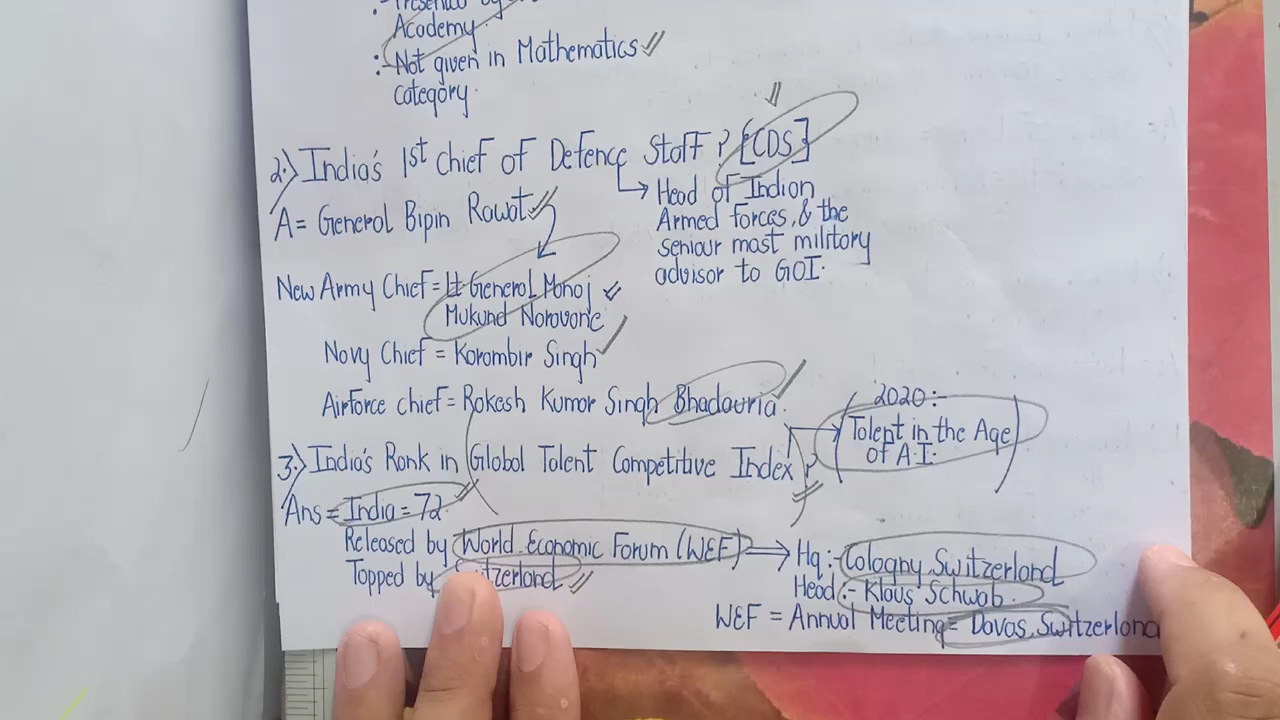 :- Presented by
Academy.
:- Not given in Mathematics
category.
2.) India's 1st Chief of Defence Staff ? [CDS]
Head of Indian
Armed forces, & the
seniour most military
advisor to GOI.
A = General Bipin Rawat
New Army Chief = Lt General Manoj
Mukund Naravane
Navy Chief = Karambir Singh
Airforce chief = Rakesh Kumar Singh Bhadauria.
2020:-
Talent in the Age
of A.I.
3.) India's Rank in Global Talent Competitive Index ?
Ans = India = 72
Released by World Economic Forum (WEF)
Hq :- Cologny, Switzerland
Topped by Switzerland
Head :- Klaus Schwab.
WEF = Annual Meeting = Davos, Switzerland